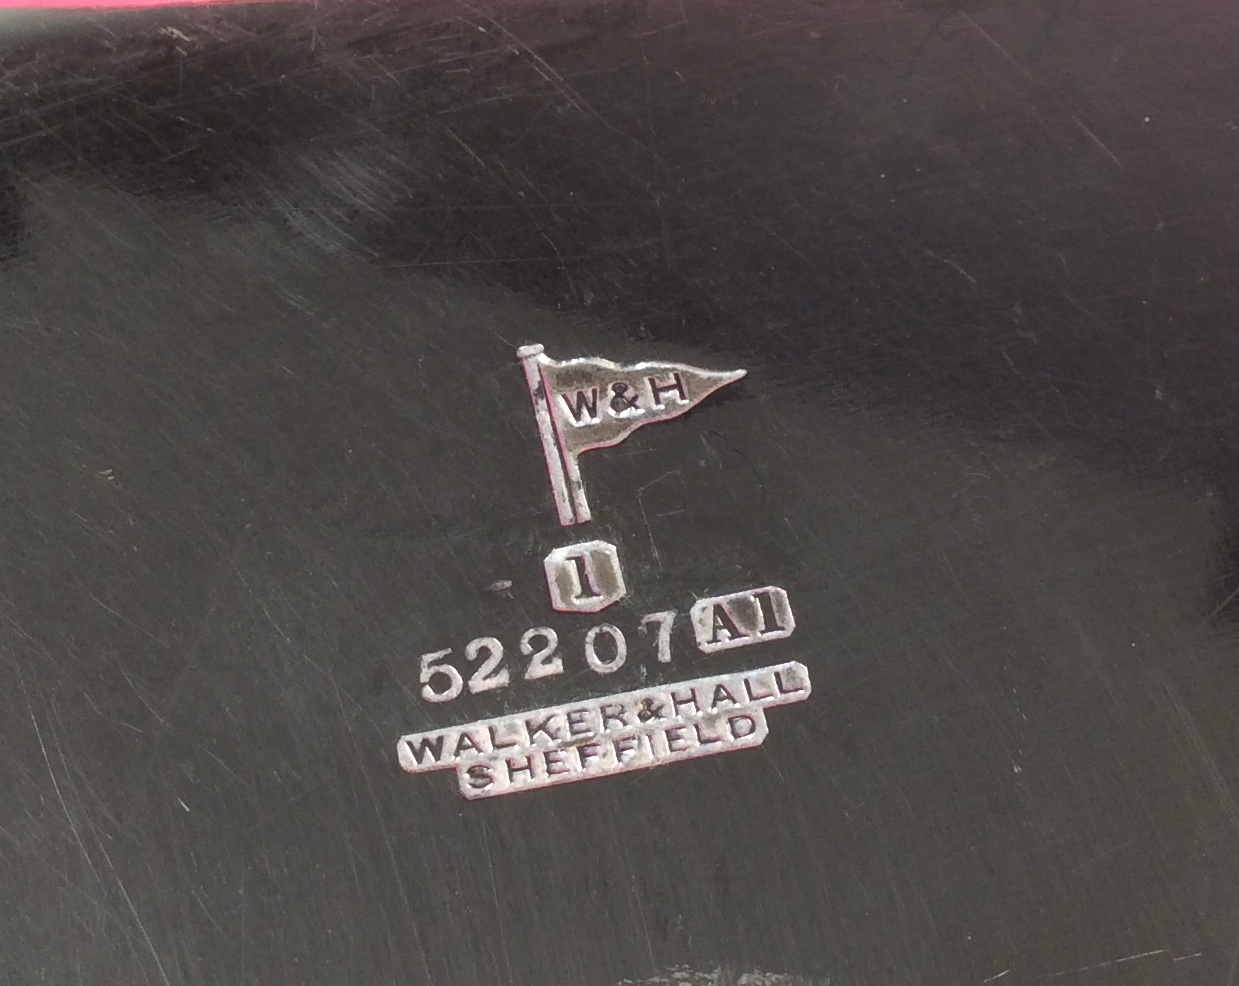 W&H
1
52207 A1
WALKER&HALL
SHEFFIELD